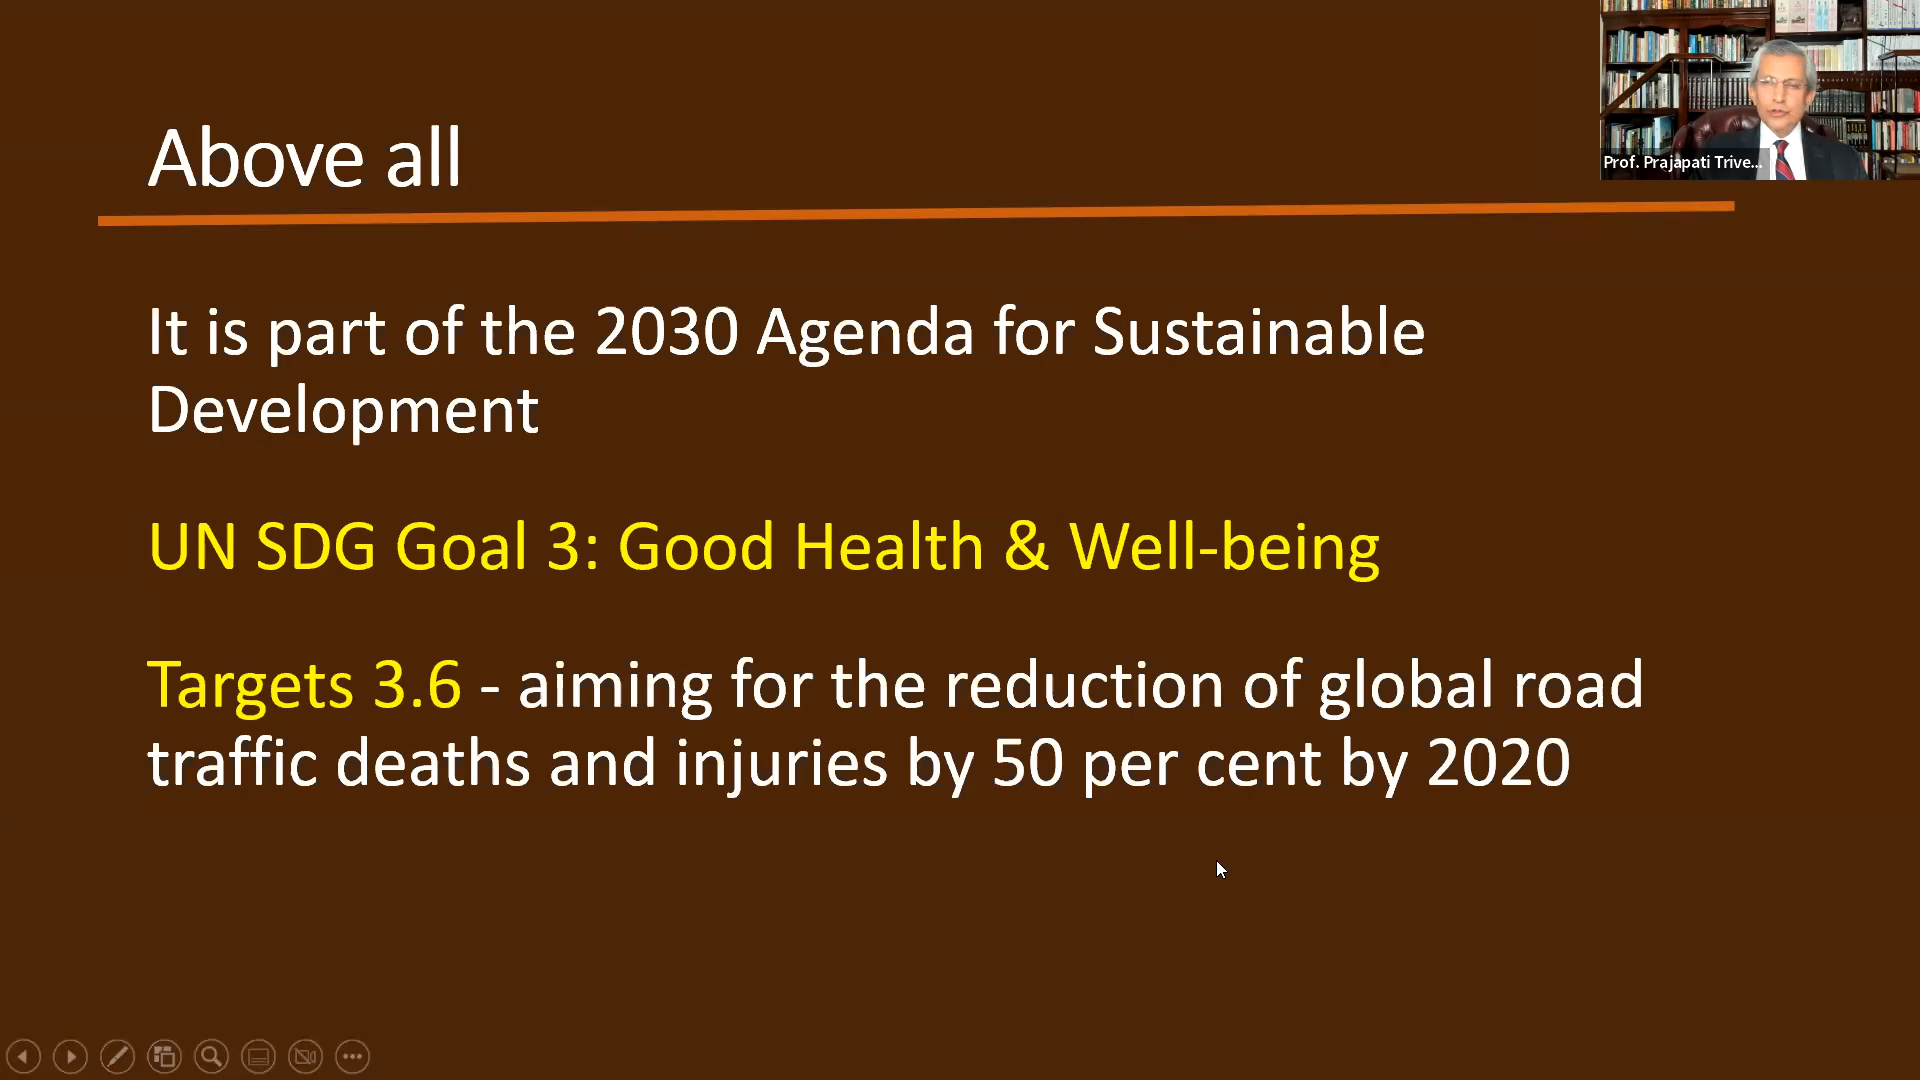 Above all
Prof. Prajapati Trive...
It is part of the 2030 Agenda for Sustainable
Development
UN SDG Goal 3: Good Health & Well-being
Targets 3.6 - aiming for the reduction of global road
traffic deaths and injuries by 50 per cent by 2020